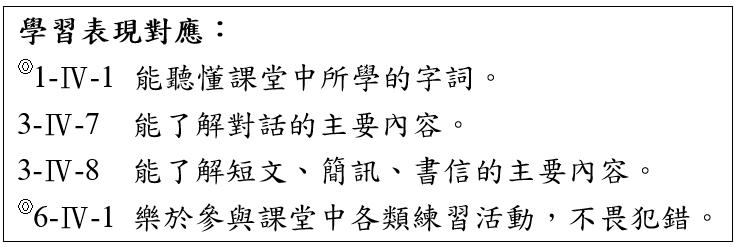 學習表現對應：
◎1-Ⅳ-1 能聽懂課堂中所學的字詞。
3-Ⅳ-7 能了解對話的主要內容。
3-Ⅳ-8 能了解短文、簡訊、書信的主要內容。
◎6-Ⅳ-1 樂於參與課堂中各類練習活動，不畏犯錯。